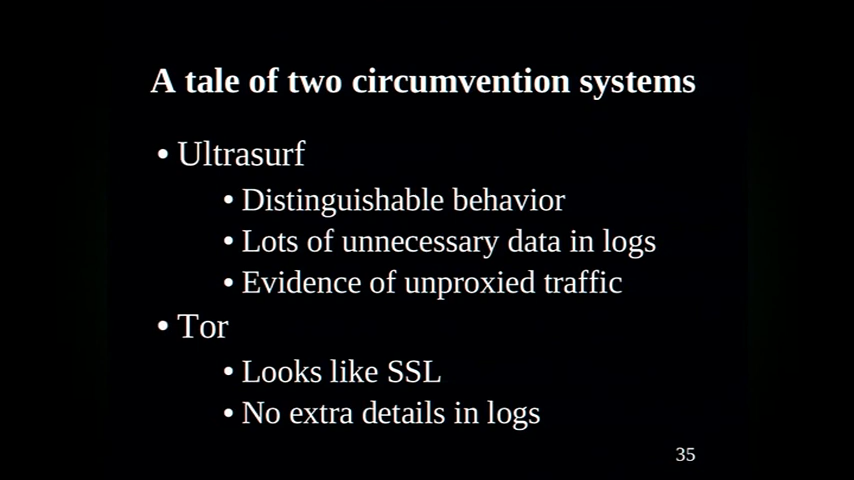 A tale of two circumvention systems
• Ultrasurf
• Distinguishable behavior
• Lots of unnecessary data in logs
• Evidence of unproxied traffic
• Tor
• Looks like SSL
• No extra details in logs
35